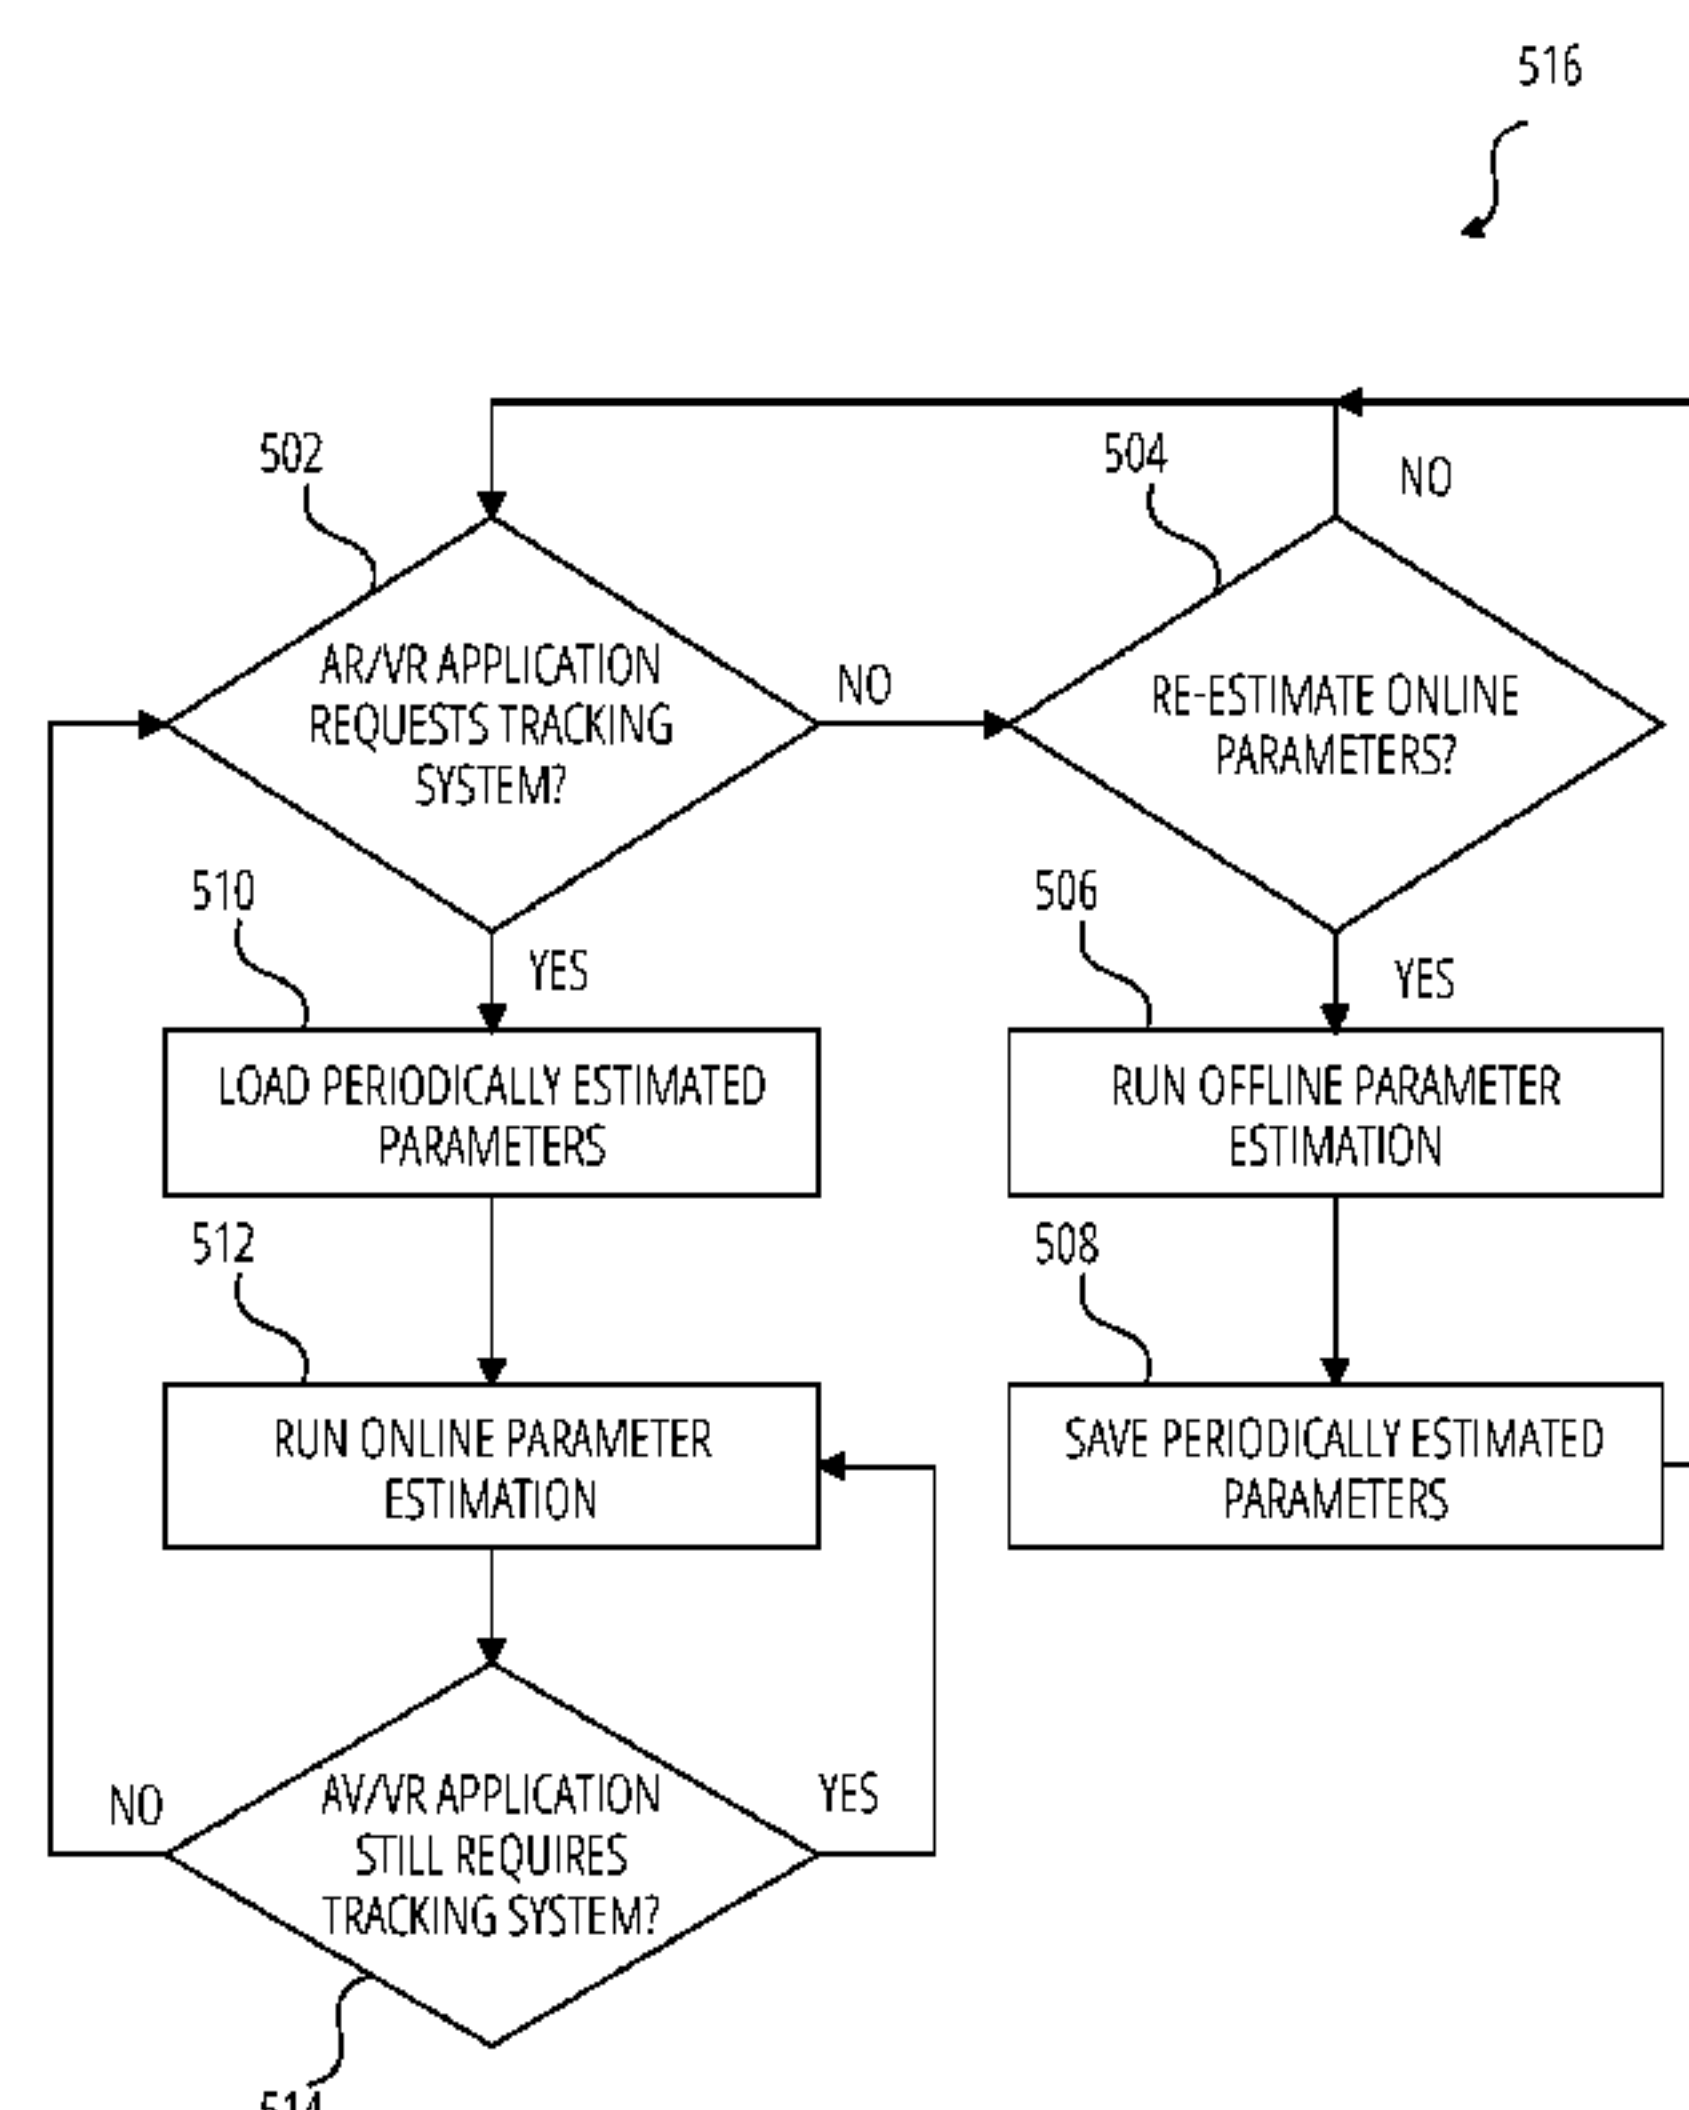 516
502
504
NO
AR/VR APPLICATION
REQUESTS TRACKING
SYSTEM?
NO
RE-ESTIMATE ONLINE
PARAMETERS?
510
YES
506
YES
LOAD PERIODICALLY ESTIMATED
PARAMETERS
RUN OFFLINE PARAMETER
ESTIMATION
512
508
RUN ONLINE PARAMETER
ESTIMATION
SAVE PERIODICALLY ESTIMATED
PARAMETERS
NO
AV/VR APPLICATION
STILL REQUIRES
TRACKING SYSTEM?
YES
514